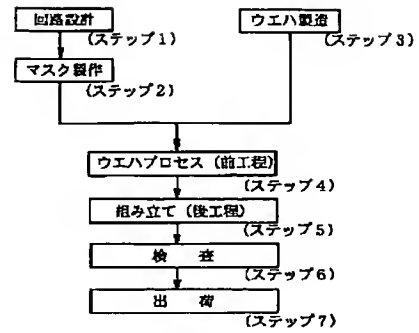 回路設計
ウエハ製造
(ステップ1)
(ステップ3)
マスク製作
(ステップ2)
ウエハプロセス (前工程)
(ステップ4)
組み立て (後工程)
(ステップ5)
検 査
(ステップ6)
出 荷
(ステップ7)